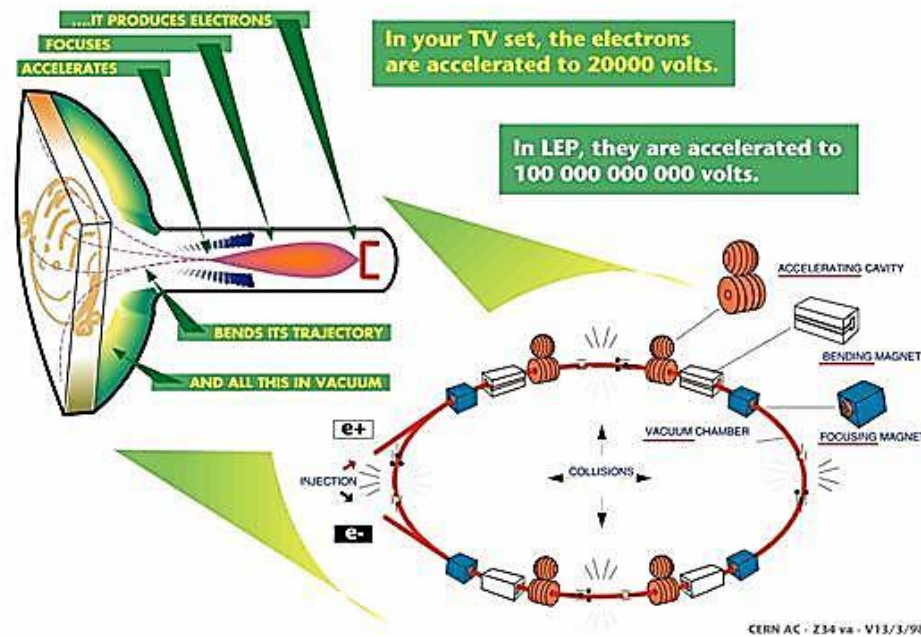 ....IT PRODUCES ELECTRONS
FOCUSES
ACCELERATES
In your TV set, the electrons
are accelerated to 20000 volts.
In LEP, they are accelerated to
100 000 000 000 volts.
ACCELERATING CAVITY
BENDING MAGNET
BENDS ITS TRAJECTORY
AND ALL THIS IN VACUUM
e+
VACUUM CHAMBER
FOCUSING MAGNET
INJECTION
COLLISIONS
e-
CERN AC - Z34 va - V13/3/98